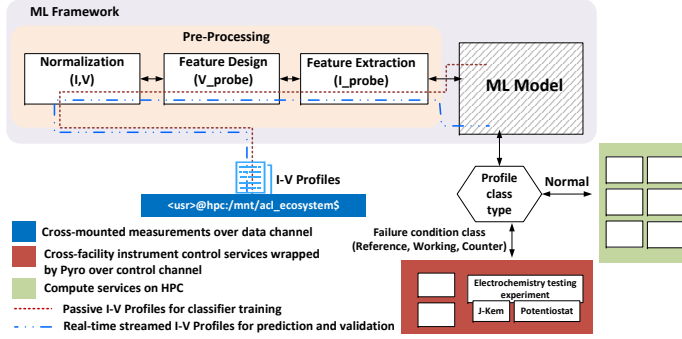 ML Framework
Pre-Processing
Normalization
(I,V)
Feature Design
(V_probe)
Feature Extraction
(I_probe)
ML Model
I-V Profiles
<usr>@hpc:/mnt/acl_ecosystem$
Profile
class
type
Normal
Failure condition class
(Reference, Working, Counter)
Cross-mounted measurements over data channel
Cross-facility instrument control services wrapped
by Pyro over control channel
Compute services on HPC
Passive I-V Profiles for classifier training
Real-time streamed I-V Profiles for prediction and validation
Electrochemistry testing
experiment
J-Kem
Potentiostat